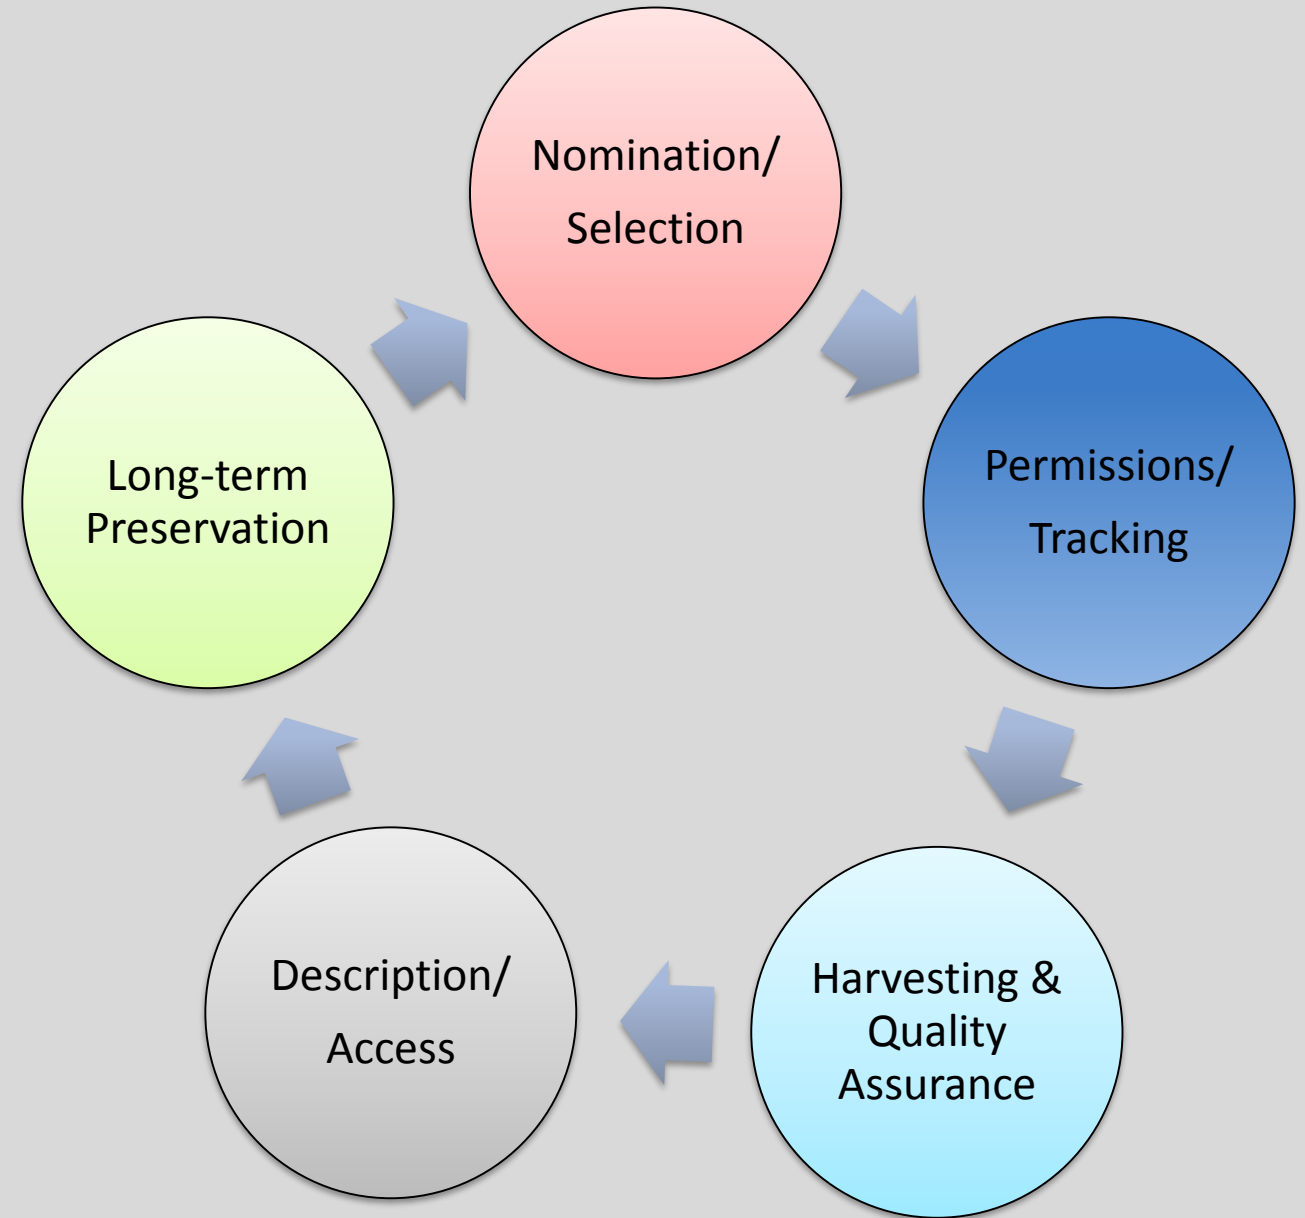 Nomination/
Selection
Permissions/
Tracking
Harvesting &
Quality
Assurance
Description/
Access
Long-term
Preservation